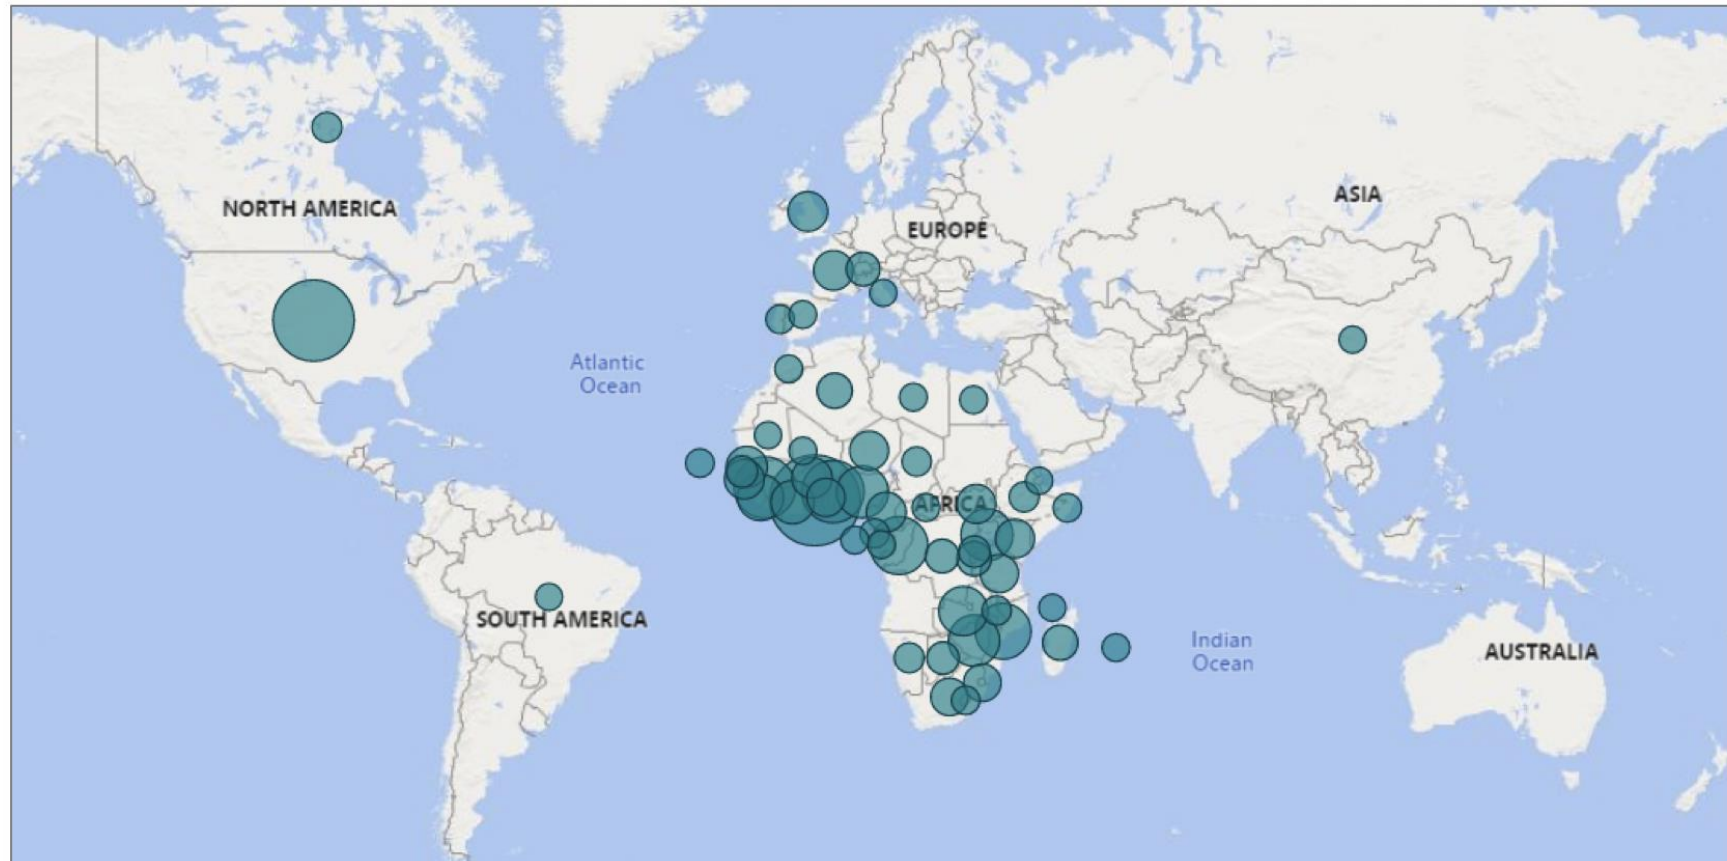 ASIA
NORTH AMERICA
EUROPE
Atlantic
Ocean
AFRICA
SOUTH AMERICA
Indian
Ocean
AUSTRALIA